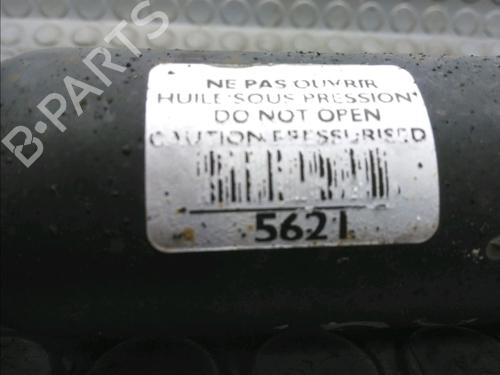 B-PARTS
NE PAS OUVRIR
HUILE SOUS PRESSION
DO NOT OPEN
CAUTION PRESSURISED
5621